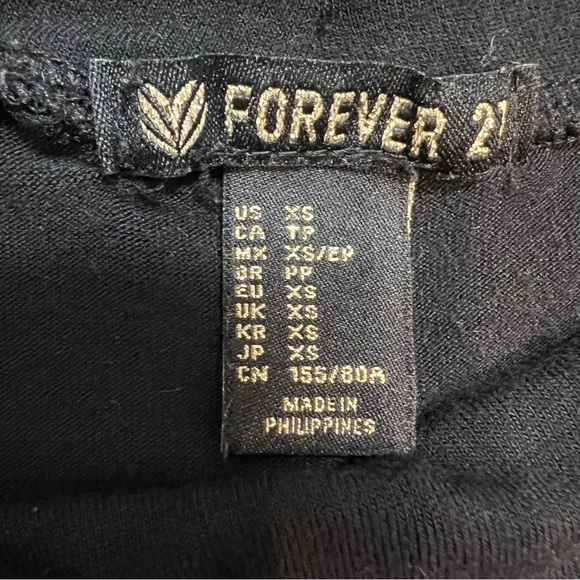 FOREVER 21
US XS
CA TP
MX XS/EP
BR PP
EU XS
UK XS
KR XS
JP XS
CN 155/80A
MADE IN
PHILIPPINES